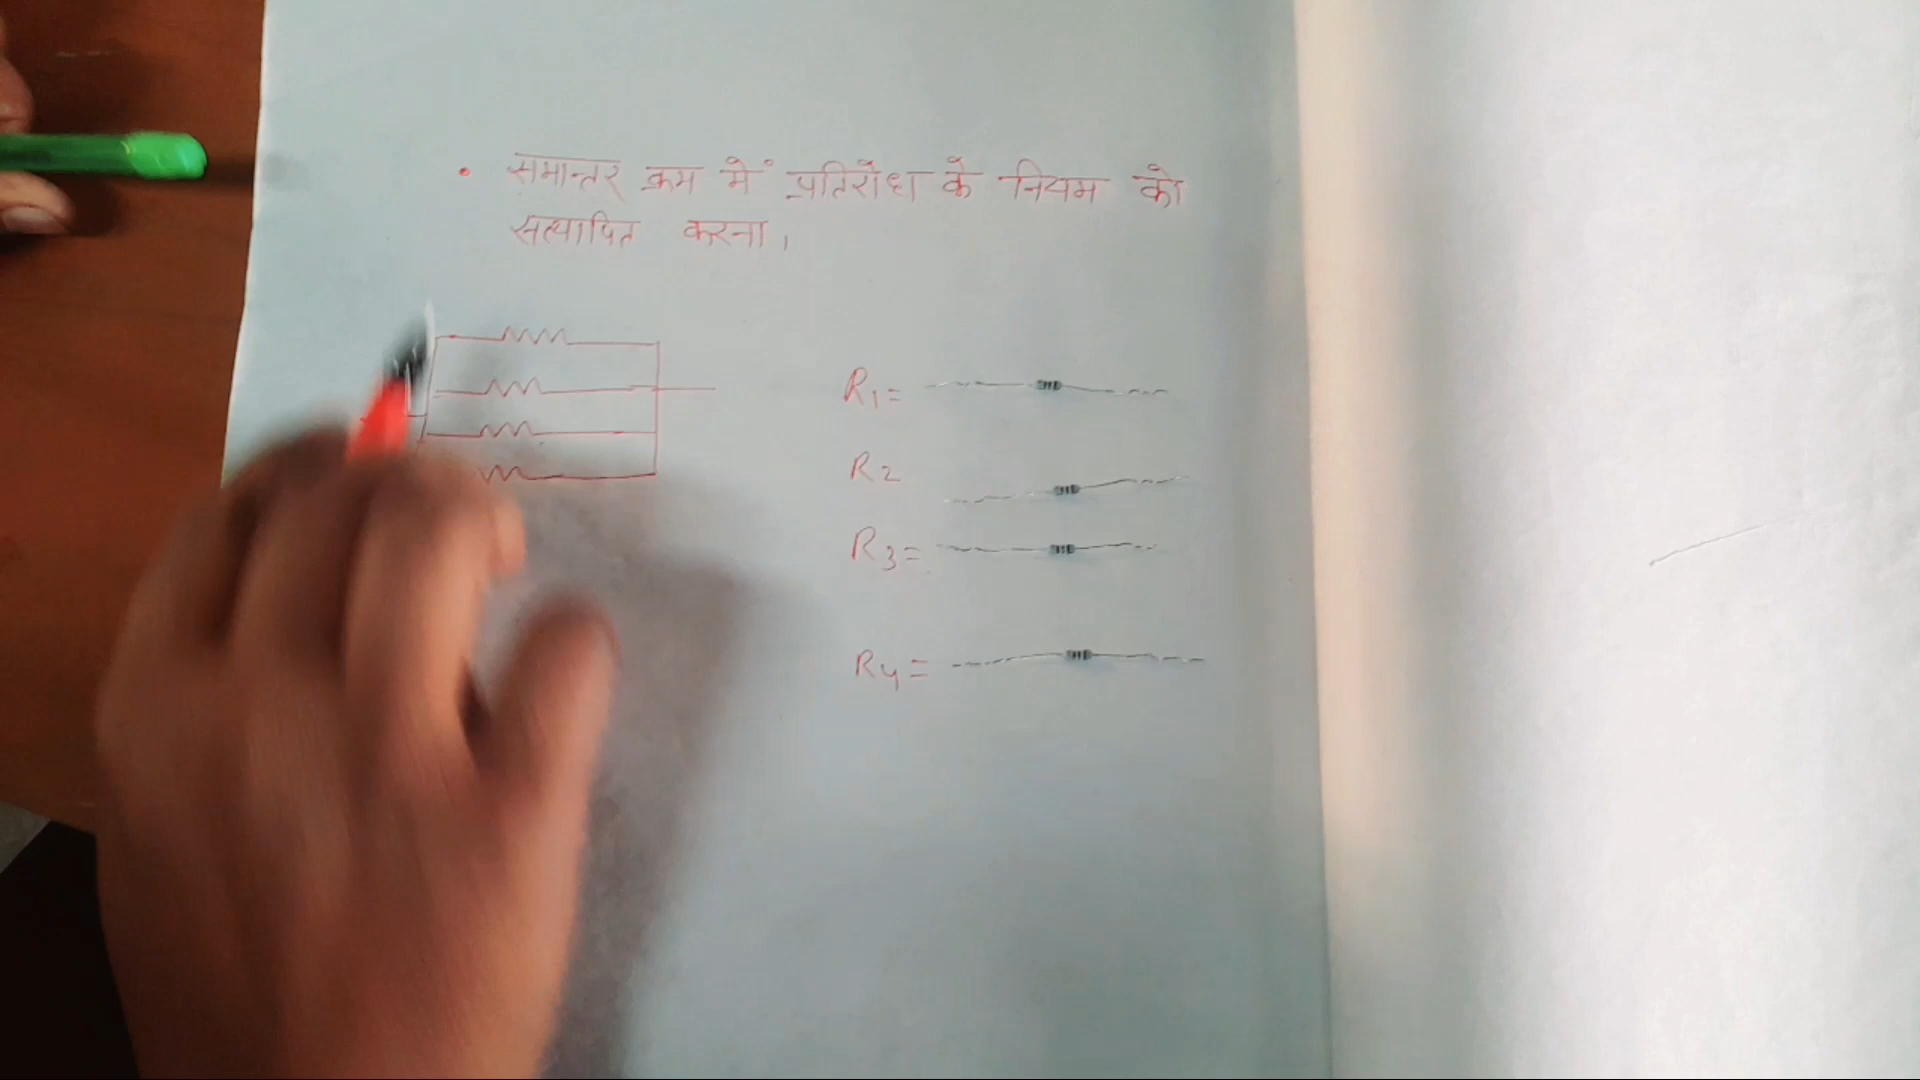 • समान्तर क्रम में प्रतिरोध के नियम को
सत्यापित करना।
R1=
R2
R3=
R4=